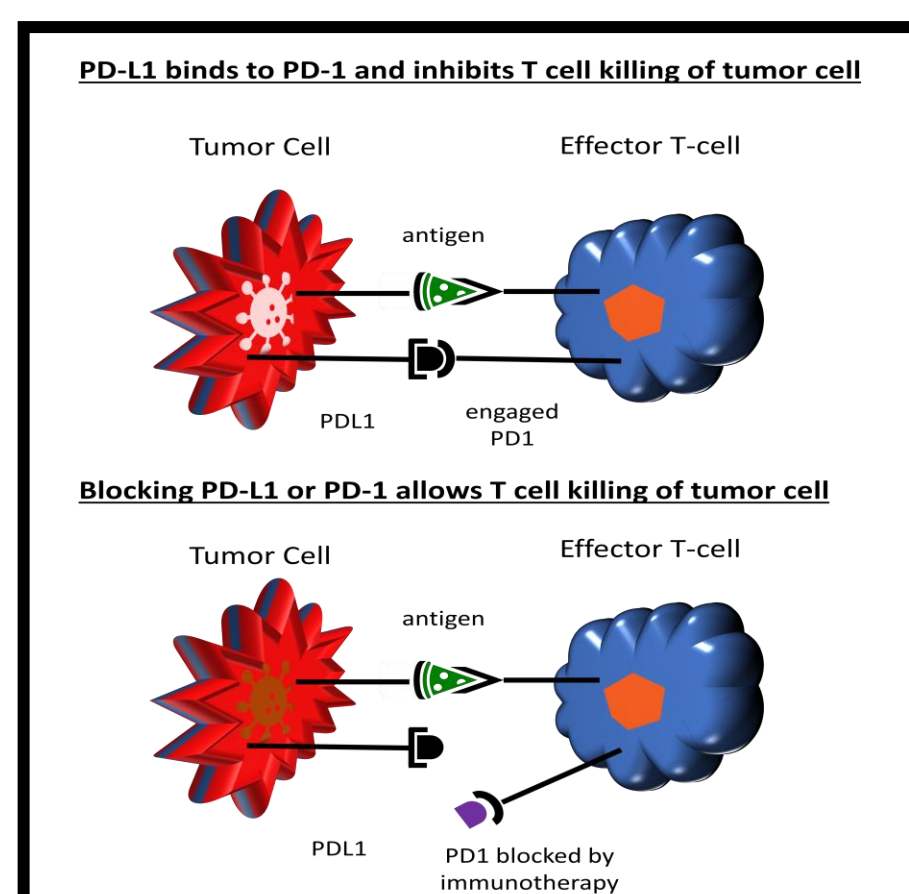 PD-L1 binds to PD-1 and inhibits T cell killing of tumor cell
Tumor Cell
Effector T-cell
antigen
PDL1
engaged
PD1
Blocking PD-L1 or PD-1 allows T cell killing of tumor cell
Tumor Cell
Effector T-cell
antigen
PDL1
PD1 blocked by
immunotherapy